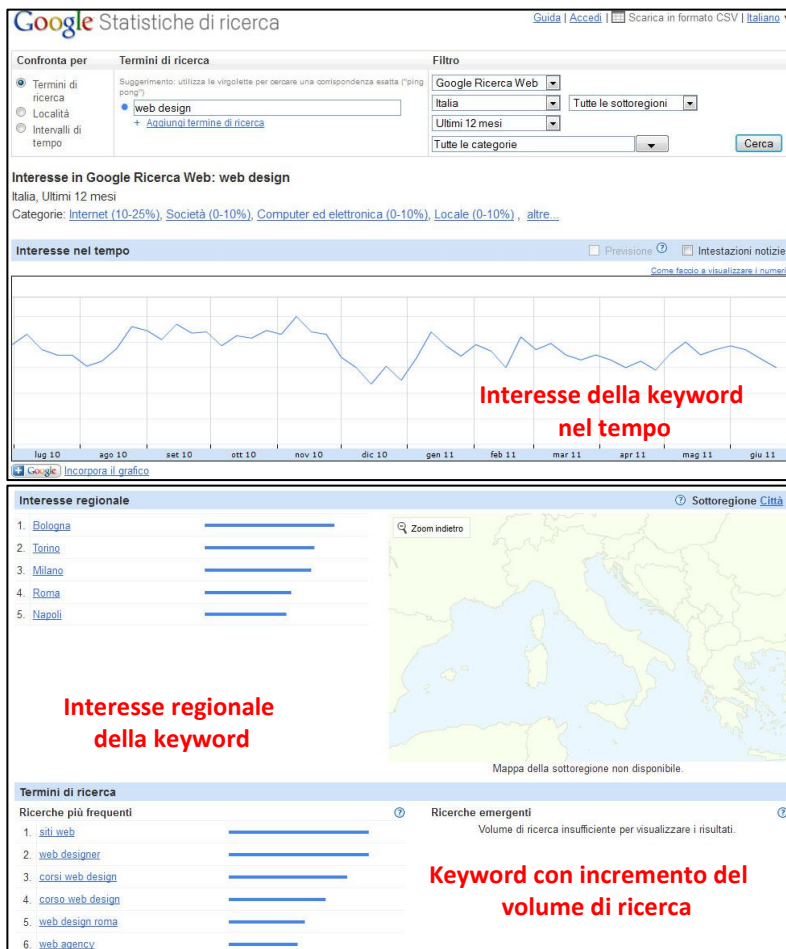 Google Statistiche di ricerca
Guida | Accedi | Scarica in formato CSV | Italiano
Confronta per
Termini di ricerca
Filtro
Termini di ricerca
Località
Intervalli di tempo
Suggerimento: utilizza le virgolette per cercare una corrispondenza esatta ("ping
pong")
web design
+ Aggiungi termine di ricerca
Google Ricerca Web
Italia
Tutte le sottoregioni
Ultimi 12 mesi
Tutte le categorie
Cerca
Interesse in Google Ricerca Web: web design
Italia, Ultimi 12 mesi
Categorie: Internet (10-25%), Società (0-10%), Computer ed elettronica (0-10%), Locale (0-10%) , altre...
Interesse nel tempo
Previsione ?
Intestazioni notizie
Come faccio a visualizzare i numeri
Interesse della keyword
nel tempo
lug 10 ago 10 set 10 ott 10 nov 10 dic 10 gen 11 feb 11 mar 11 apr 11 mag 11 giu 11
+ Google Incorpora il grafico
Interesse regionale
? Sottoregione Città
1. Bologna
2. Torino
3. Milano
4. Roma
5. Napoli
Zoom indietro
Interesse regionale
della keyword
Mappa della sottoregione non disponibile.
Termini di ricerca
Ricerche più frequenti ?
1. siti web
2. web designer
3. corsi web design
4. corso web design
5. web design roma
6. web agency
Ricerche emergenti ?
Volume di ricerca insufficiente per visualizzare i risultati.
Keyword con incremento del
volume di ricerca